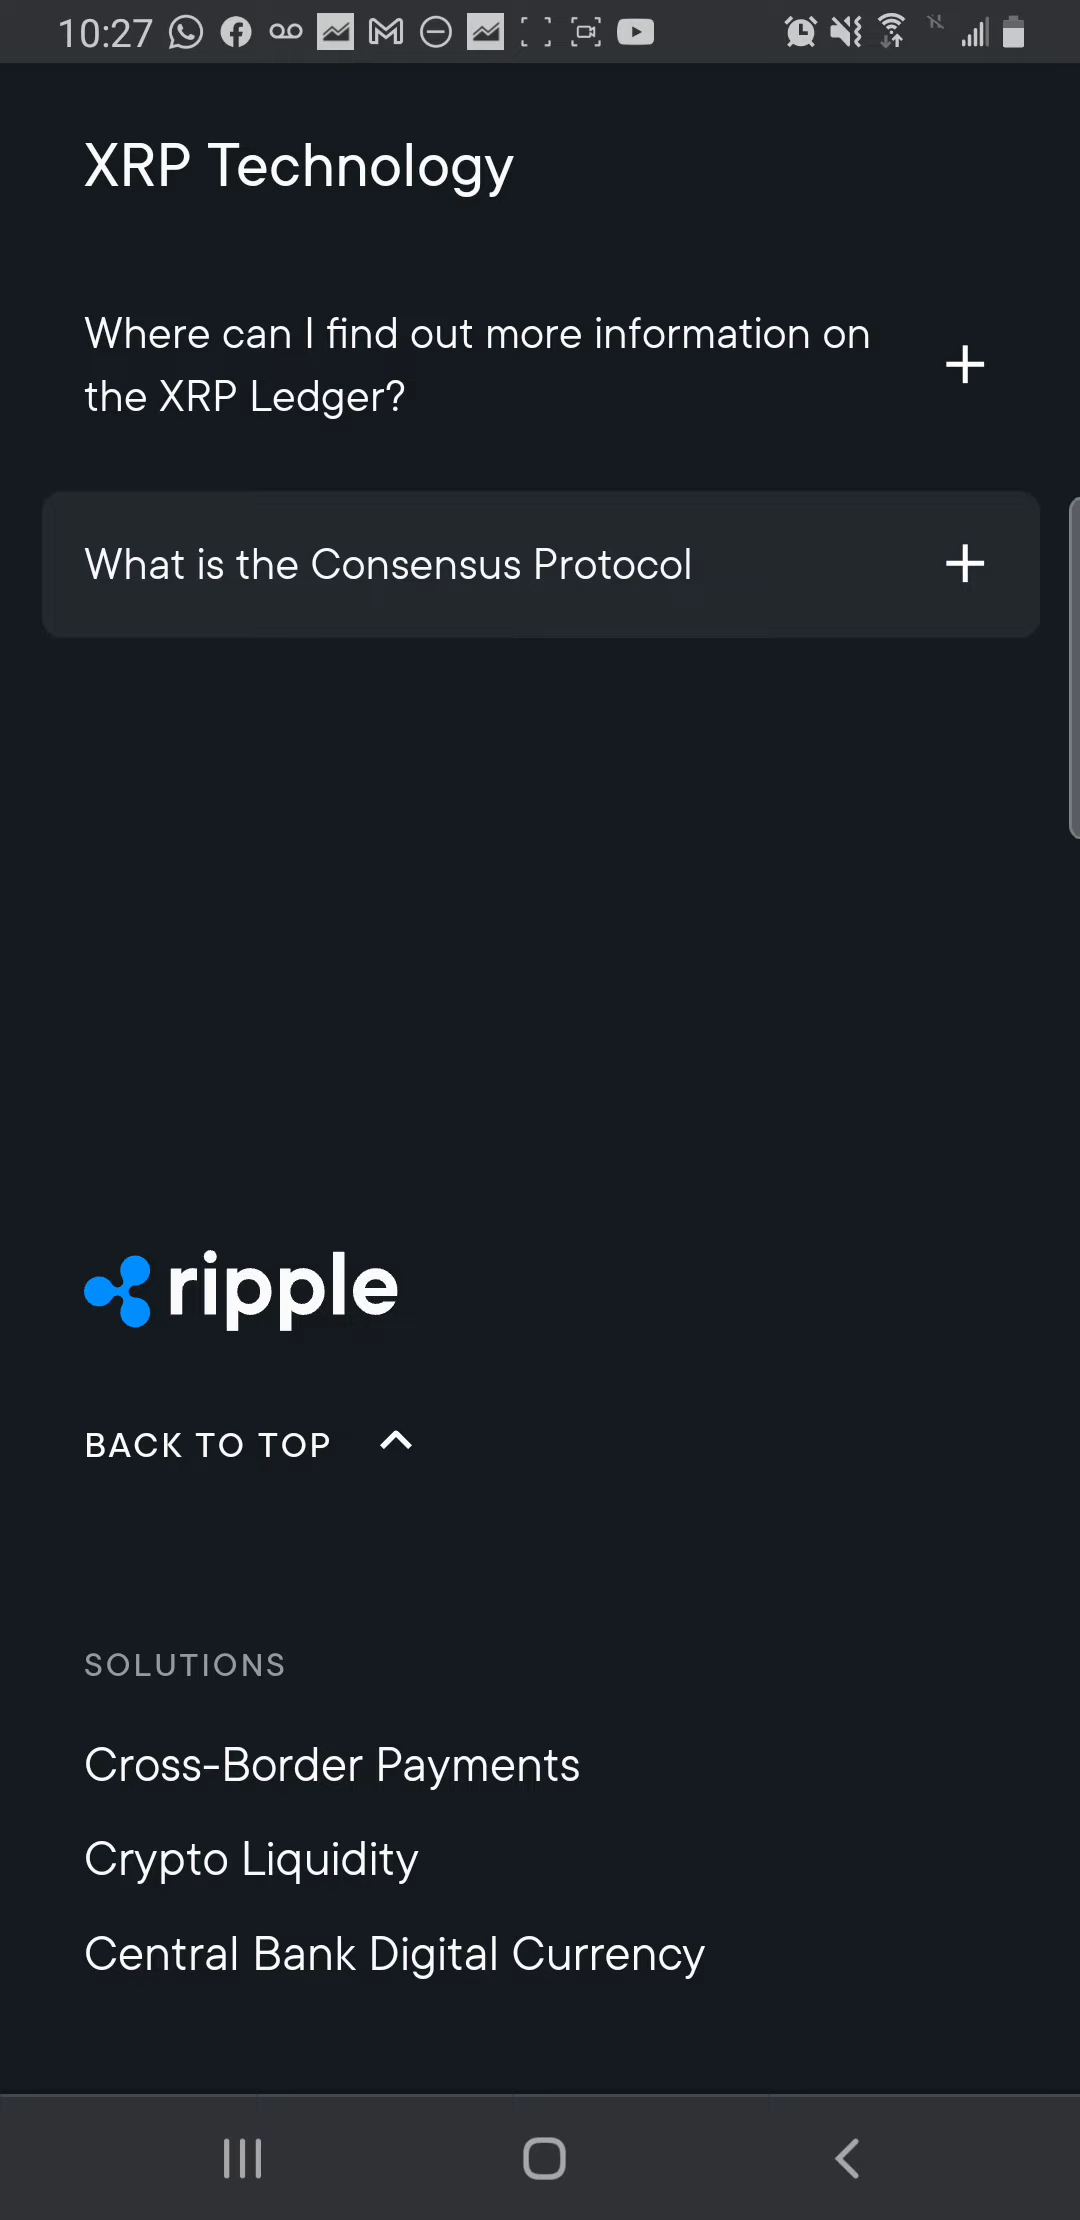 10:27
XRP Technology
Where can I find out more information on
the XRP Ledger?
What is the Consensus Protocol
ripple
BACK TO TOP
SOLUTIONS
Cross-Border Payments
Crypto Liquidity
Central Bank Digital Currency